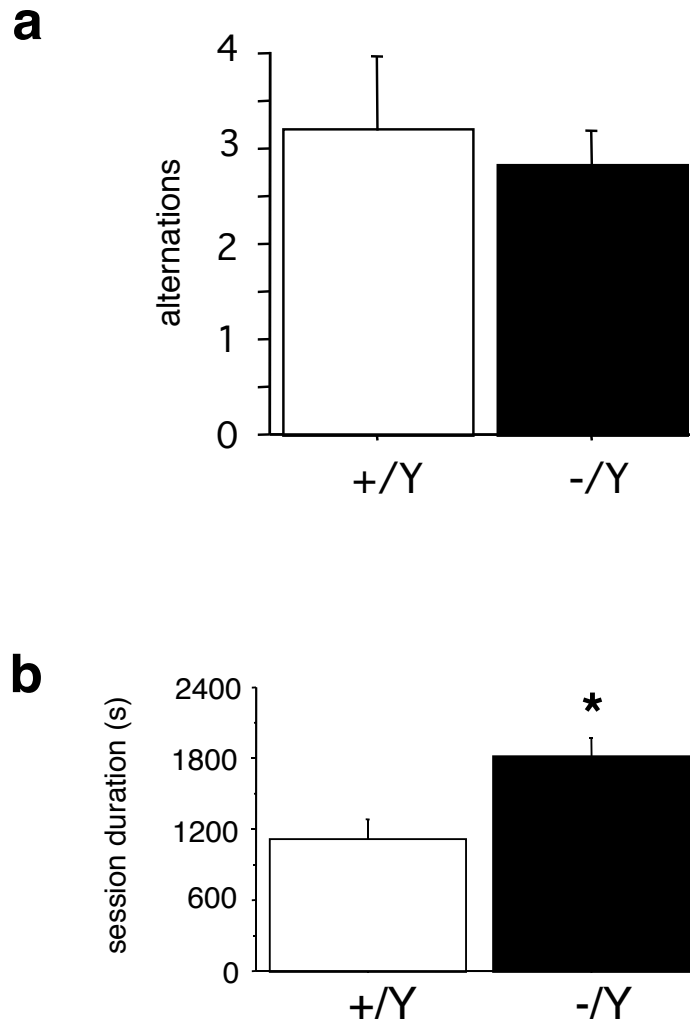 a
alternations
4
3
2
1
0
+/Y -/Y
b
session duration (s)
2400
1800
1200
600
0
*
+/Y -/Y